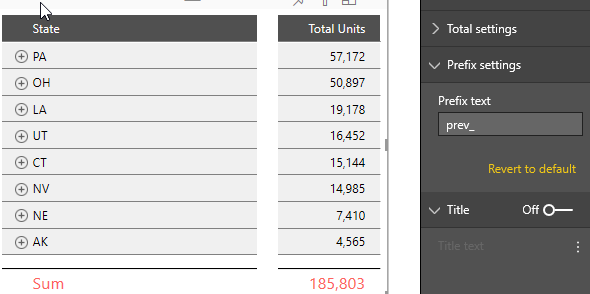 State Total Units
PA 57,172
OH 50,897
LA 19,178
UT 16,452
CT 15,144
NV 14,985
NE 7,410
AK 4,565
Sum 185,803
Total settings
Prefix settings
Prefix text
prev_
Revert to default
Title Off
Title text